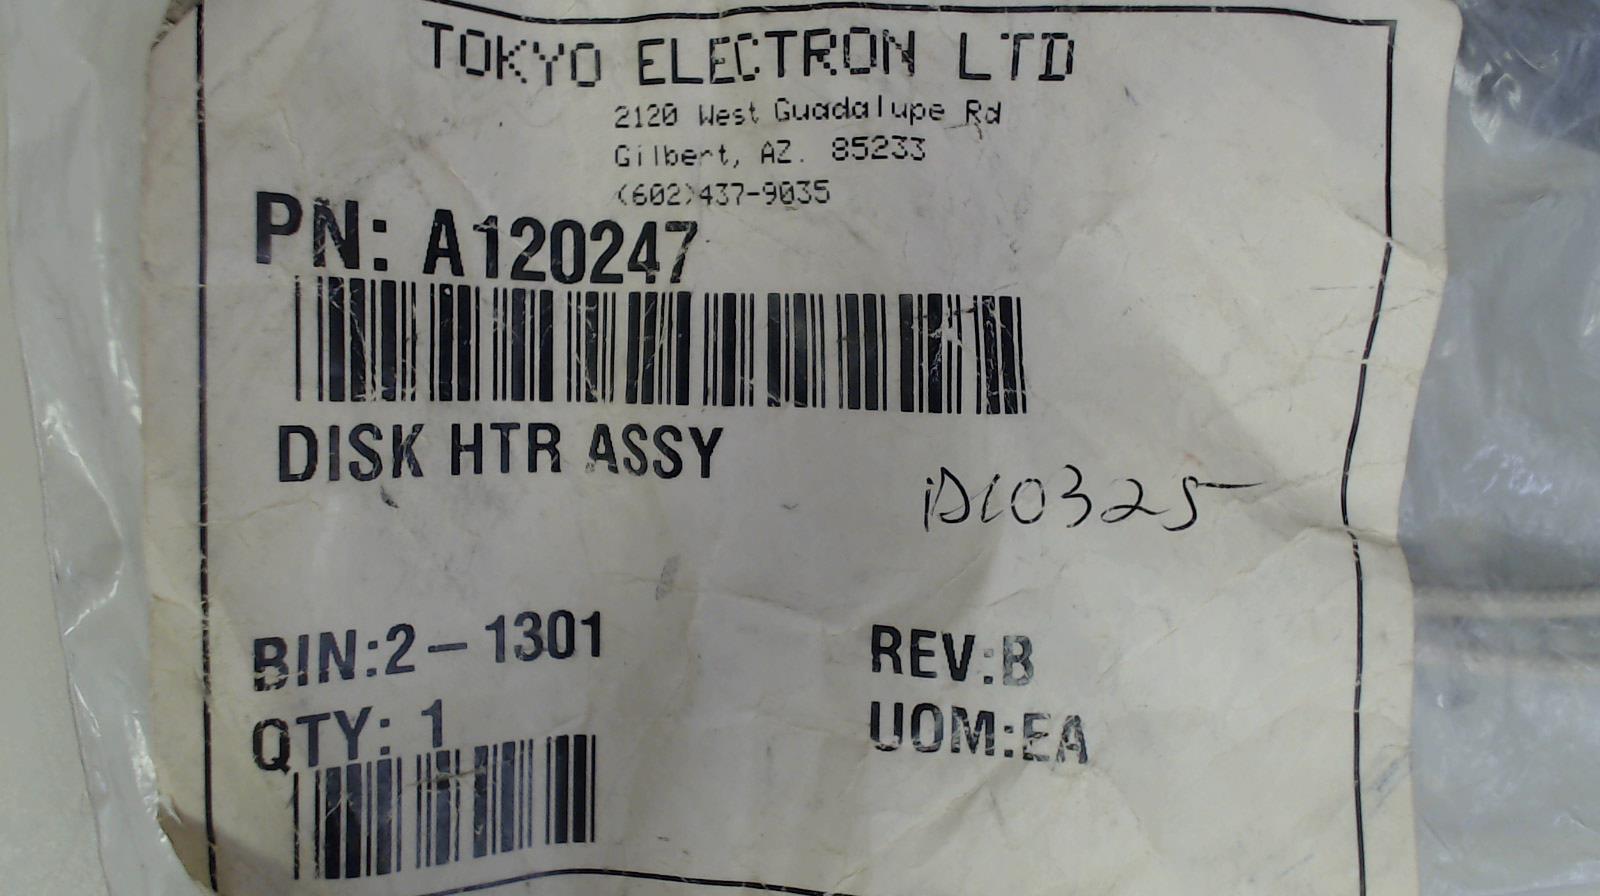 TOKYO ELECTRON LTD
2120 West Guadalupe Rd
Gilbert, AZ. 85233
(602)437-9035
PN: A120247
DISK HTR ASSY
BIN:2-1301
REV:B
QTY: 1
UOM:EA